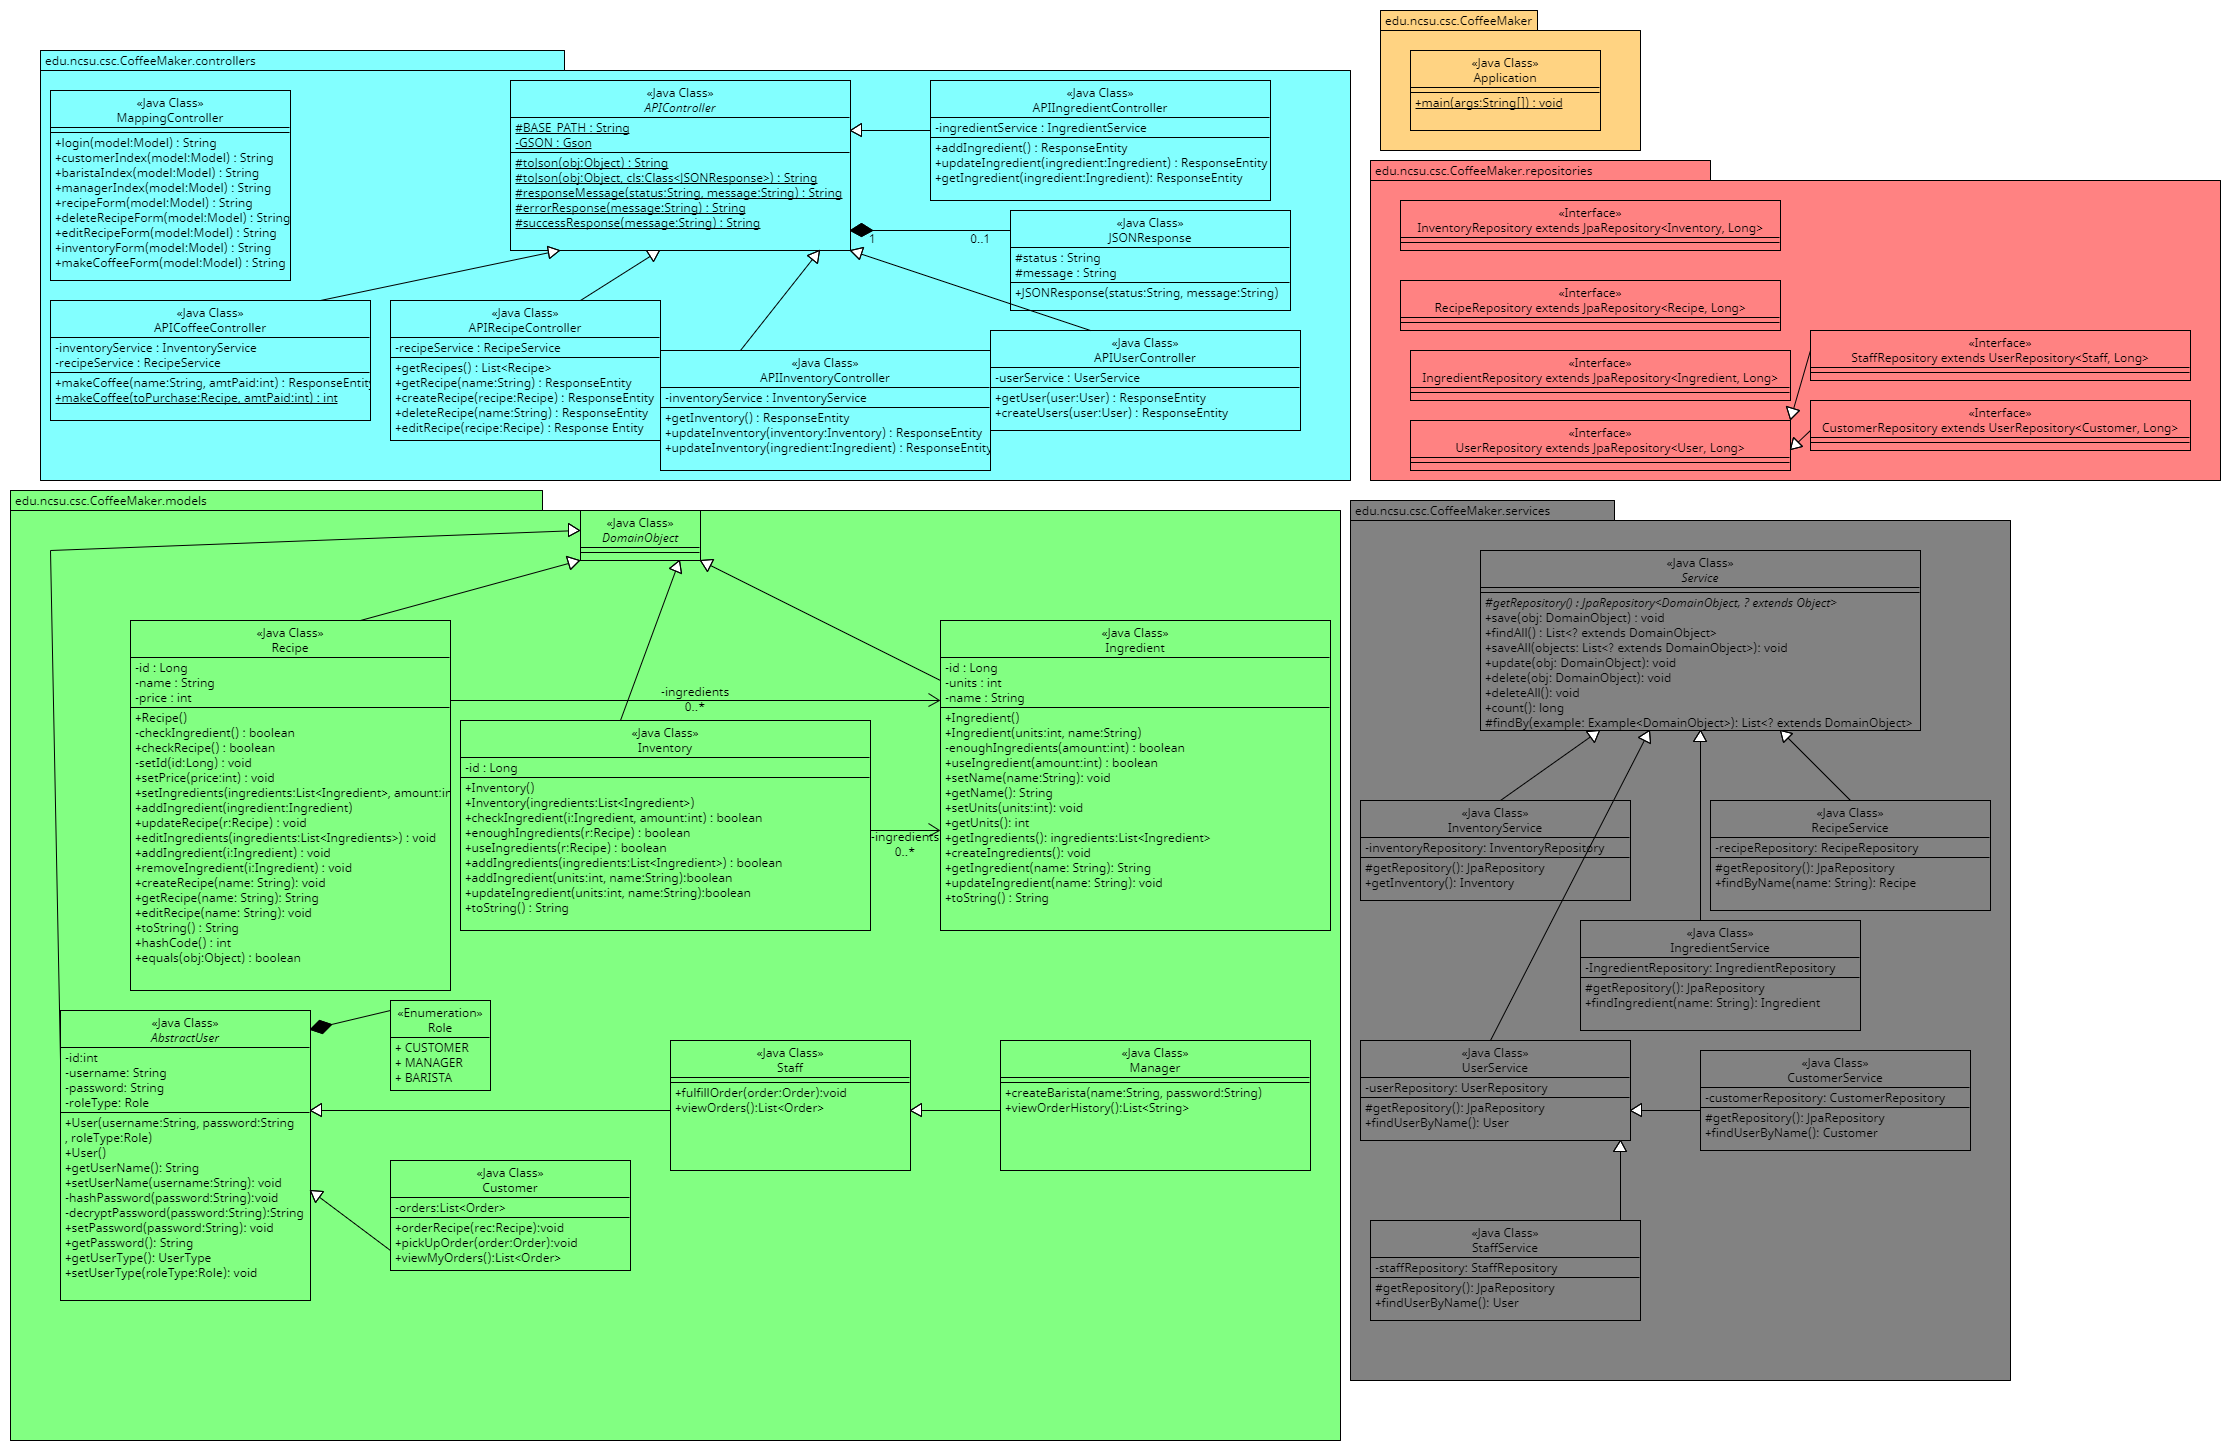 edu.ncsu.csc.CoffeeMaker.controllers
«Java Class»
MappingController
+login(model:Model) : String
+customerIndex(model:Model) : String
+baristaIndex(model:Model) : String
+managerIndex(model:Model) : String
+recipeForm(model:Model) : String
+deleteRecipeForm(model:Model) : String
+editRecipeForm(model:Model) : String
+inventoryForm(model:Model) : String
+makeCoffeeForm(model:Model) : String
«Java Class»
APIController
#BASE_PATH : String
-GSON : Gson
#toJson(obj:Object) : String
#toJson(obj:Object, cls:Class<JSONResponse>) : String
#responseMessage(status:String, message:String) : String
#errorResponse(message:String) : String
#successResponse(message:String) : String
«Java Class»
APIIngredientController
-ingredientService : IngredientService
+addIngredient() : ResponseEntity
+updateIngredient(ingredient:Ingredient) : ResponseEntity
+getIngredient(ingredient:Ingredient): ResponseEntity
1
0..1
«Java Class»
JSONResponse
#status : String
#message : String
+JSONResponse(status:String, message:String)
«Java Class»
APICoffeeController
-inventoryService : InventoryService
-recipeService : RecipeService
+makeCoffee(name:String, amtPaid:int) : ResponseEntity
+makeCoffee(toPurchase:Recipe, amtPaid:int) : int
«Java Class»
APIRecipeController
-recipeService : RecipeService
+getRecipes() : List<Recipe>
+getRecipe(name:String) : ResponseEntity
+createRecipe(recipe:Recipe) : ResponseEntity
+deleteRecipe(name:String) : ResponseEntity
+editRecipe(recipe:Recipe) : Response Entity
«Java Class»
APIInventoryController
-inventoryService : InventoryService
+getInventory() : ResponseEntity
+updateInventory(inventory:Inventory) : ResponseEntity
+updateInventory(ingredient:Ingredient) : ResponseEntity
«Java Class»
APIUserController
-userService : UserService
+getUser(user:User) : ResponseEntity
+createUsers(user:User) : ResponseEntity
edu.ncsu.csc.CoffeeMaker
«Java Class»
Application
+main(args:String[]) : void
edu.ncsu.csc.CoffeeMaker.repositories
«Interface»
InventoryRepository extends JpaRepository<Inventory, Long>
«Interface»
RecipeRepository extends JpaRepository<Recipe, Long>
«Interface»
IngredientRepository extends JpaRepository<Ingredient, Long>
«Interface»
UserRepository extends JpaRepository<User, Long>
«Interface»
StaffRepository extends UserRepository<Staff, Long>
«Interface»
CustomerRepository extends UserRepository<Customer, Long>
edu.ncsu.csc.CoffeeMaker.models
«Java Class»
DomainObject
«Java Class»
Recipe
-id : Long
-name : String
-price : int
+Recipe()
-checkIngredient() : boolean
+checkRecipe() : boolean
-setId(id:Long) : void
+setPrice(price:int) : void
+setIngredients(ingredients:List<Ingredient>, amount:in
+addIngredient(ingredient:Ingredient)
+updateRecipe(r:Recipe) : void
+editIngredients(ingredients:List<Ingredients>) : void
+addIngredient(i:Ingredient) : void
+removeIngredient(i:Ingredient) : void
+createRecipe(name: String): void
+getRecipe(name: String): String
+editRecipe(name: String): void
+toString() : String
+hashCode() : int
+equals(obj:Object) : boolean
-ingredients
0..*
«Java Class»
Inventory
-id : Long
+Inventory()
+Inventory(ingredients:List<Ingredient>)
+checkIngredient(i:Ingredient, amount:int) : boolean
+enoughIngredients(r:Recipe) : boolean
+useIngredients(r:Recipe) : boolean
+addIngredients(ingredients:List<Ingredient>) : boolean
+addIngredient(units:int, name:String):boolean
+updateIngredient(units:int, name:String):boolean
+toString() : String
-ingredients
0..*
«Java Class»
Ingredient
-id : Long
-units : int
-name : String
+Ingredient()
+Ingredient(units:int, name:String)
-enoughIngredients(amount:int) : boolean
+useIngredient(amount:int) : boolean
+setName(name:String): void
+getName(): String
+setUnits(units:int): void
+getUnits(): int
+getIngredients(): ingredients:List<Ingredient>
+createIngredients(): void
+getIngredient(name: String): String
+updateIngredient(name: String): void
+toString() : String
«Java Class»
AbstractUser
-id:int
-username: String
-password: String
-roleType: Role
+User(username:String, password:String
, roleType:Role)
+User()
+getUserName(): String
+setUserName(username:String): void
-hashPassword(password:String):void
-decryptPassword(password:String):String
+setPassword(password:String): void
+getPassword(): String
+getUserType(): UserType
+setUserType(roleType:Role): void
«Enumeration»
Role
+ CUSTOMER
+ MANAGER
+ BARISTA
«Java Class»
Staff
+fulfillOrder(order:Order):void
+viewOrders():List<Order>
«Java Class»
Manager
+createBarista(name:String, password:String)
+viewOrderHistory():List<String>
«Java Class»
Customer
-orders:List<Order>
+orderRecipe(rec:Recipe):void
+pickUpOrder(order:Order):void
+viewMyOrders():List<Order>
edu.ncsu.csc.CoffeeMaker.services
«Java Class»
Service
#getRepository() : JpaRepository<DomainObject, ? extends Object>
+save(obj: DomainObject) : void
+findAll() : List<? extends DomainObject>
+saveAll(objects: List<? extends DomainObject>): void
+update(obj: DomainObject): void
+delete(obj: DomainObject): void
+deleteAll(): void
+count(): long
#findBy(example: Example<DomainObject>): List<? extends DomainObject>
«Java Class»
InventoryService
-inventoryRepository: InventoryRepository
#getRepository(): JpaRepository
+getInventory(): Inventory
«Java Class»
RecipeService
-recipeRepository: RecipeRepository
#getRepository(): JpaRepository
+findByName(name: String): Recipe
«Java Class»
IngredientService
-IngredientRepository: IngredientRepository
#getRepository(): JpaRepository
+findIngredient(name: String): Ingredient
«Java Class»
UserService
-userRepository: UserRepository
#getRepository(): JpaRepository
+findUserByName(): User
«Java Class»
CustomerService
-customerRepository: CustomerRepository
#getRepository(): JpaRepository
+findUserByName(): Customer
«Java Class»
StaffService
-staffRepository: StaffRepository
#getRepository(): JpaRepository
+findUserByName(): User